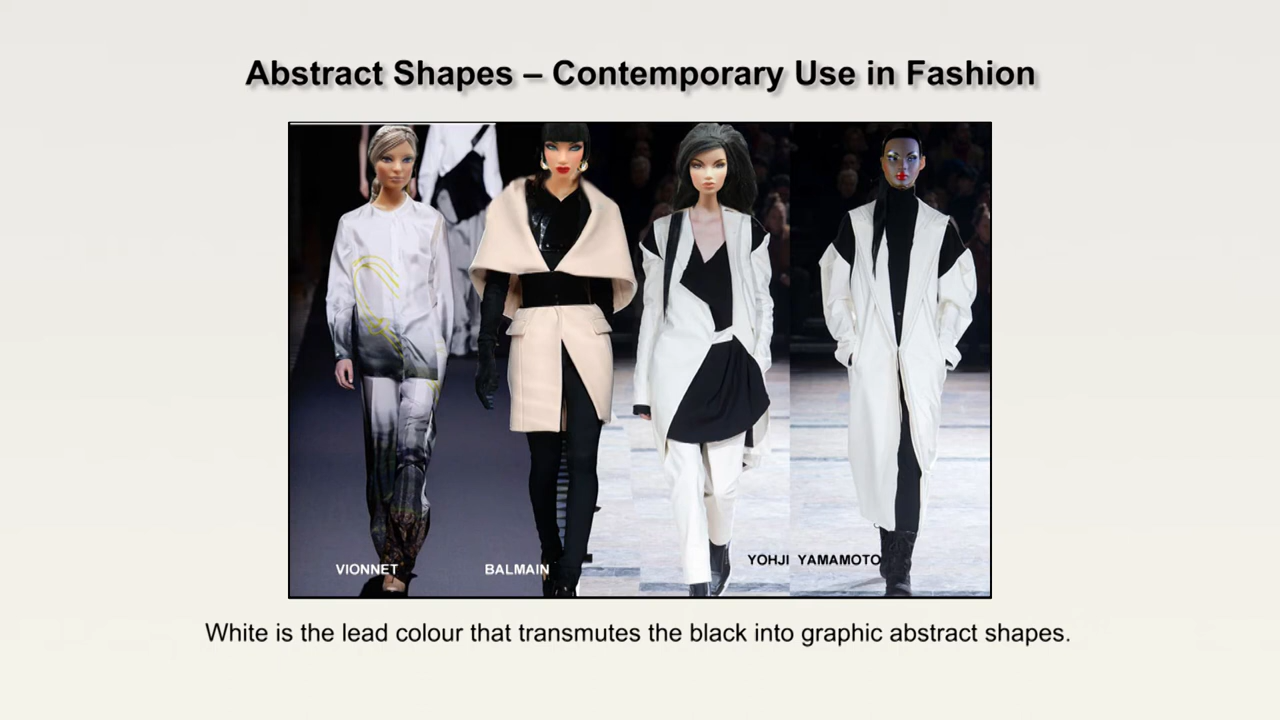 Abstract Shapes – Contemporary Use in Fashion
VIONNET
BALMAIN
YOHJI YAMAMOTO
White is the lead colour that transmutes the black into graphic abstract shapes.